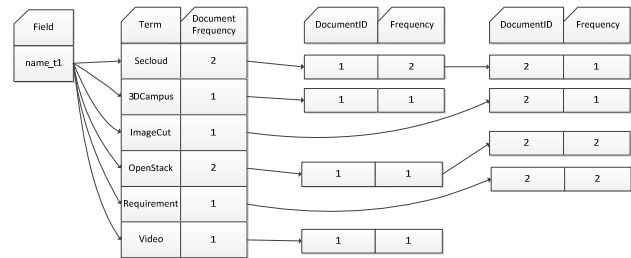 Field
Term
Document
Frequency
DocumentID
Frequency
DocumentID
Frequency
name_t1
Secloud
2
1
2
2
1
3DCampus
1
1
1
2
1
ImageCut
1
OpenStack
2
1
1
2
2
Requirement
1
2
2
Video
1
1
1